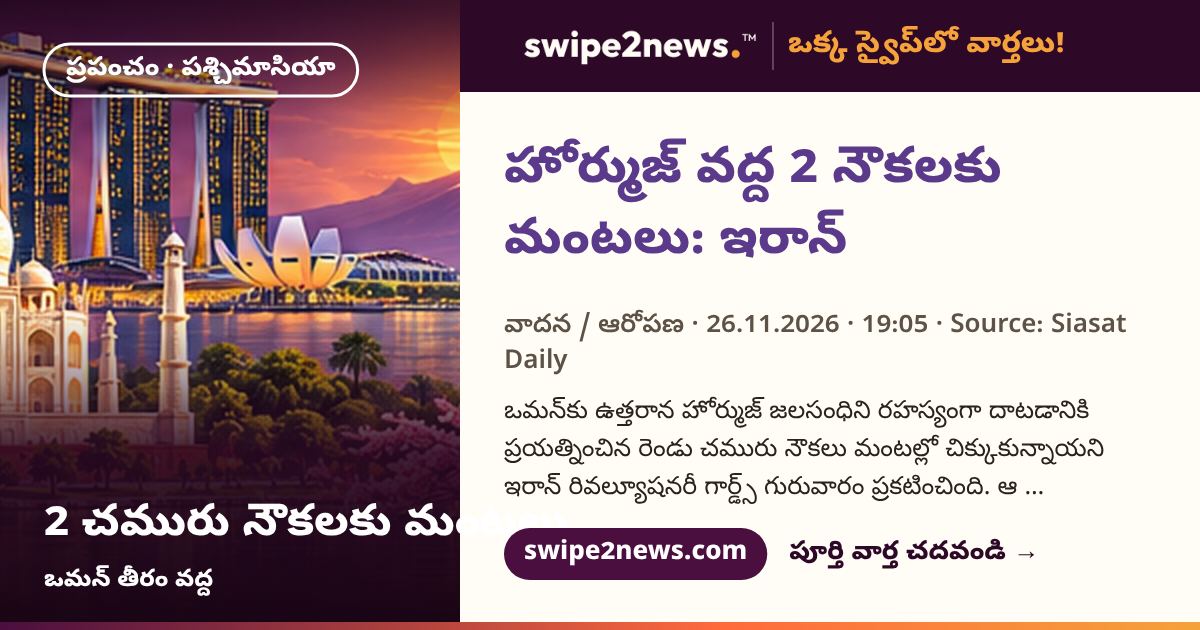 ప్రపంచం · పశ్చిమాసియా
swipe2news.™ ఒక్క స్వైప్‌లో వార్తలు!
హోర్ముజ్ వద్ద 2 నౌకలకు
మంటలు: ఇరాన్
వాదన / ఆరోపణ · 26.11.2026 · 19:05 · Source: Siasat
Daily
ఒమన్‌కు ఉత్తరాన హోర్ముజ్ జలసంధిని రహస్యంగా దాటడానికి
ప్రయత్నించిన రెండు చమురు నౌకలు మంటల్లో చిక్కుకున్నాయని
ఇరాన్ రివల్యూషనరీ గార్డ్స్ గురువారం ప్రకటించింది. ఆ ...
2 చమురు నౌకలకు
ఒమన్ తీరం వద్ద
swipe2news.com పూర్తి వార్త చదవండి →